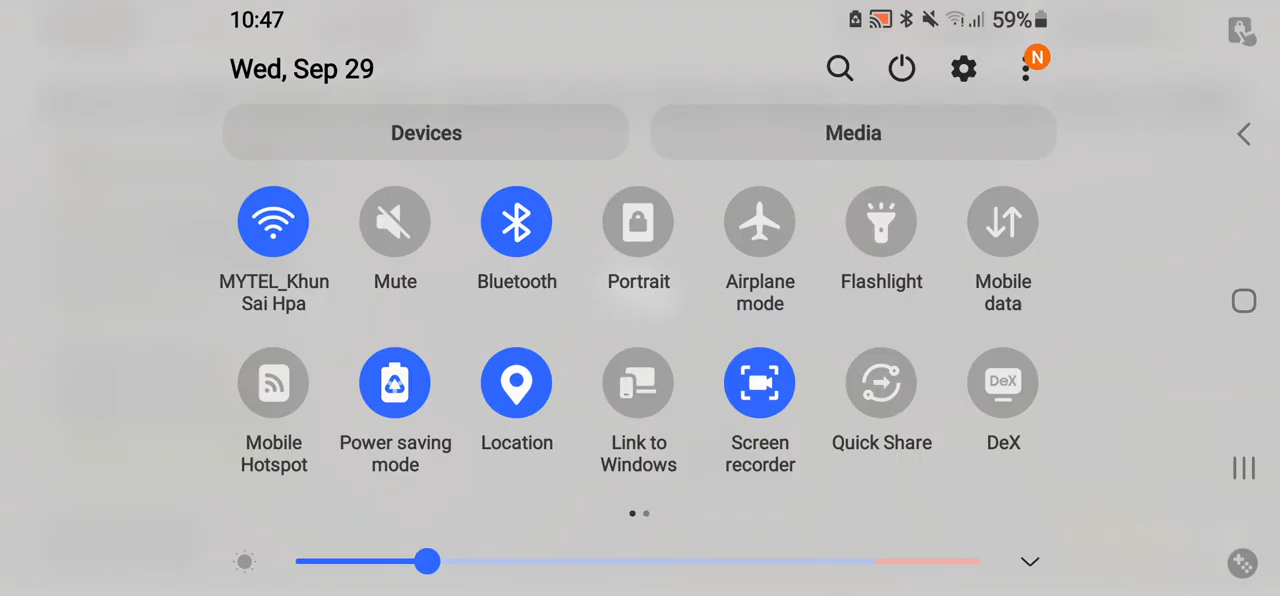 10:47
59%
Wed, Sep 29
N
Devices
Media
MYTEL_Khun
Sai Hpa
Mute
Bluetooth
Portrait
Airplane
mode
Flashlight
Mobile
data
Mobile
Hotspot
Power saving
mode
Location
Link to
Windows
Screen
recorder
Quick Share
DeX
DeX